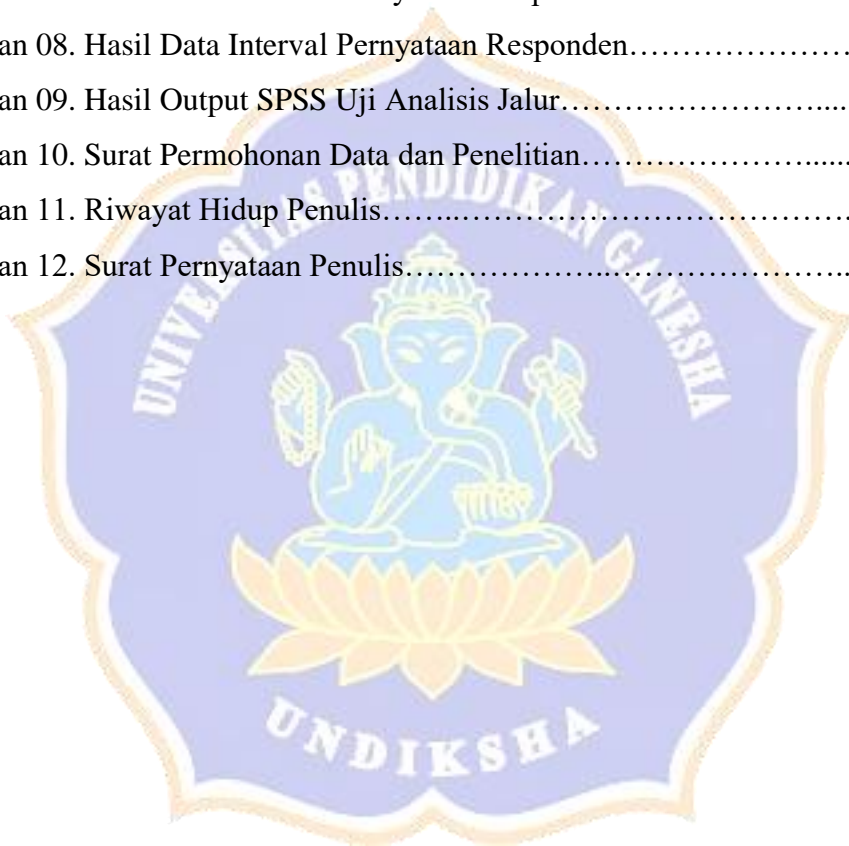 an 08. Hasil Data Interval Pernyataan Responden…………………
an 09. Hasil Output SPSS Uji Analisis Jalur……………………....
an 10. Surat Permohonan Data dan Penelitian…………………......
an 11. Riwayat Hidup Penulis……..……………………………….
an 12. Surat Pernyataan Penulis………………..…………………..
UNIVERSITAS PENDIDIKAN GANESHA
UNDIKSHA